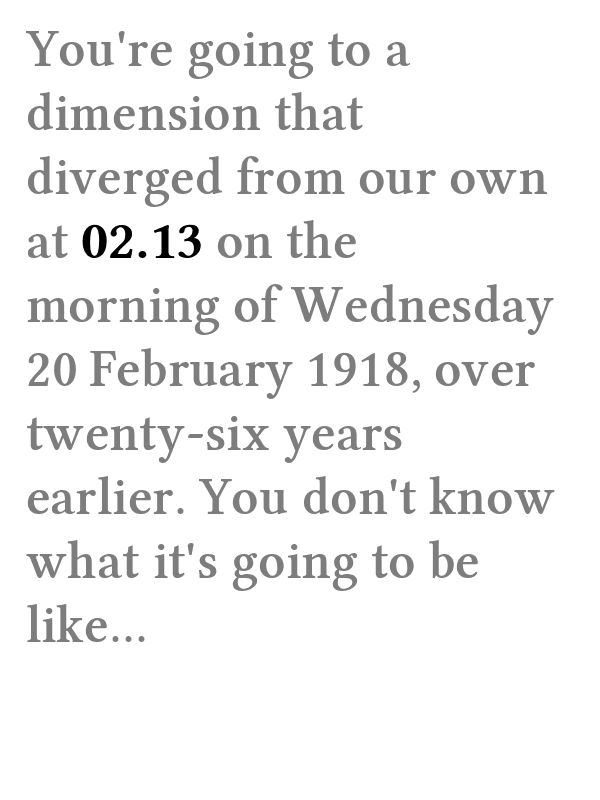 You're going to a
dimension that
diverged from our own
at 02.13 on the
morning of Wednesday
20 February 1918, over
twenty-six years
earlier. You don't know
what it's going to be
like...